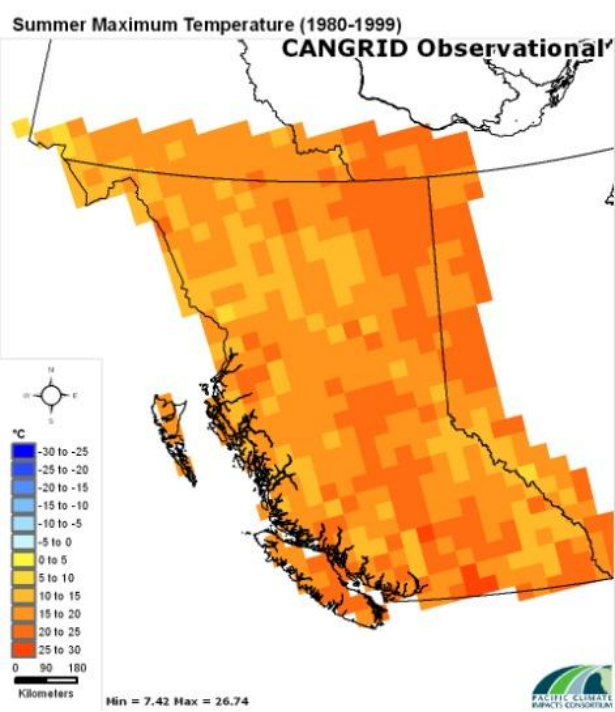 Summer Maximum Temperature (1980-1999)
CANGRID Observational
N
W E
S
°C
-30 to -25
-25 to -20
-20 to -15
-15 to -10
-10 to -5
-5 to 0
0 to 5
5 to 10
10 to 15
15 to 20
20 to 25
25 to 30
0 90 180
Kilometers
Min = 7.42 Max = 26.74
PACIFIC CLIMATE
IMPACTS CONSORTIUM